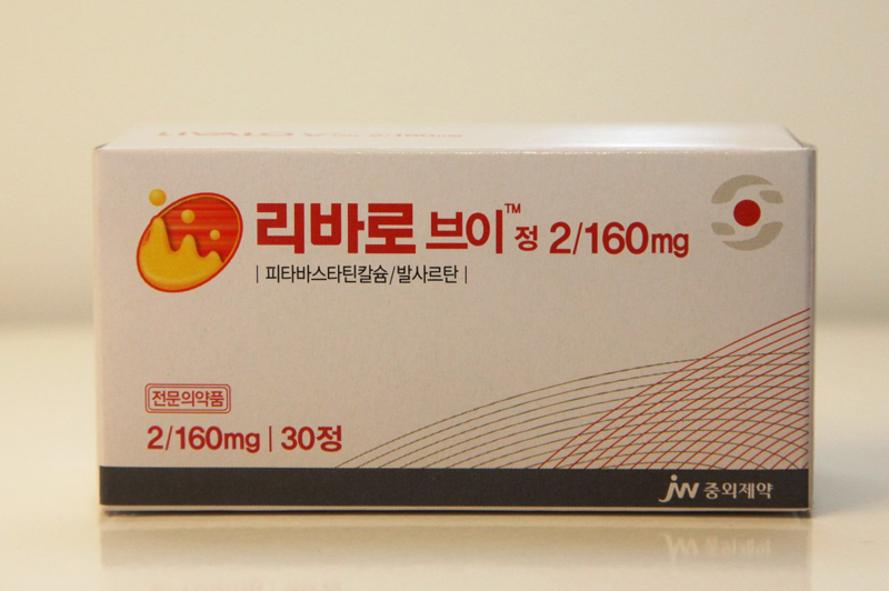 리바로 브이™ 정 2/160mg
| 피타바스타틴칼슘/발사르탄 |
전문의약품
2/160mg | 30정
jw 중외제약